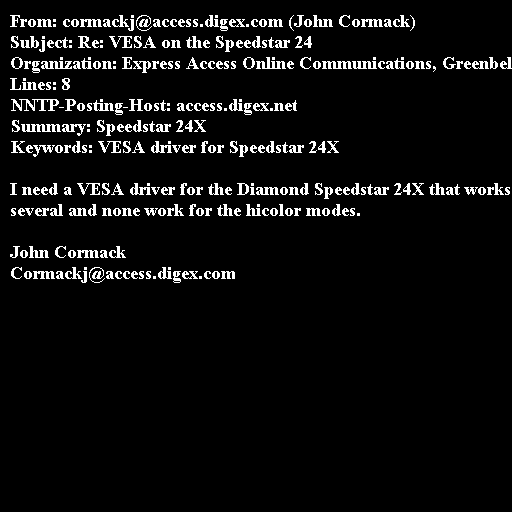 From: cormackj@access.digex.com (John Cormack)
Subject: Re: VESA on the Speedstar 24
Organization: Express Access Online Communications, Greenbel
Lines: 8
NNTP-Posting-Host: access.digex.net
Summary: Speedstar 24X
Keywords: VESA driver for Speedstar 24X

I need a VESA driver for the Diamond Speedstar 24X that works
several and none work for the hicolor modes.

John Cormack
Cormackj@access.digex.com